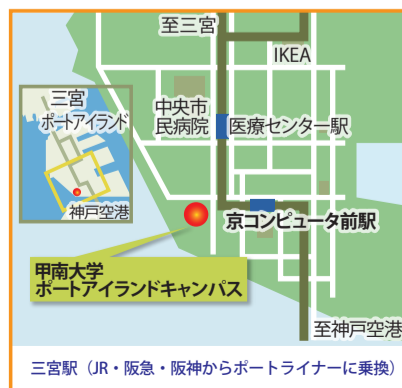 至三宮
IKEA
三宮
ポートアイランド
神戸空港
中央市
民病院
医療センター駅
京コンピュータ前駅
甲南大学
ポートアイランドキャンパス
至神戸空港
三宮駅（JR・阪急・阪神からポートライナーに乗換）